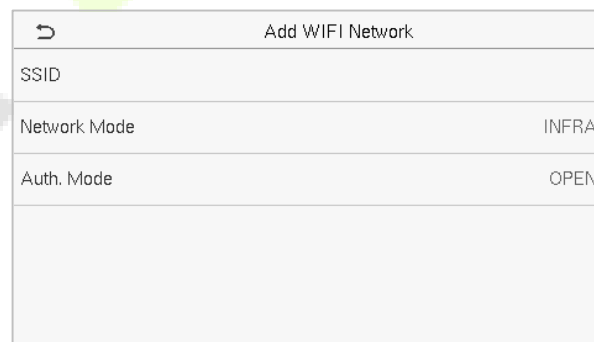 Add WIFI Network
SSID
Network Mode INFRA
Auth. Mode OPEN